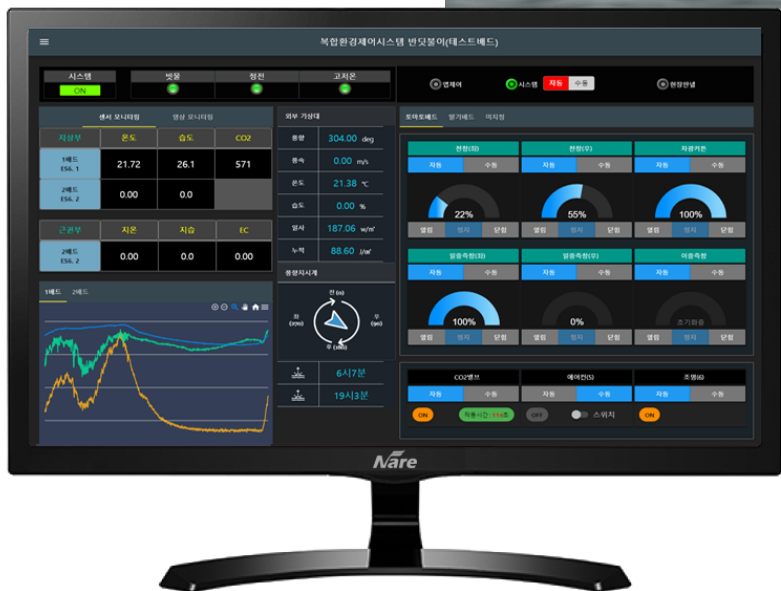 복합환경제어시스템 반딧불이(테스트베드)
시스템 빗물 정전 고저온
ON
앱제어 시스템 자동 수동 현장판넬
센서 모니터링 영상 모니터링
지상부 온도 습도 CO2
1베드
ES6. 1
21.72 26.1 571
2베드
ES6. 2
0.00 0.0
근권부 지온 지습 EC
2베드
ES6. 2
0.00 0.0 0.00
1베드 2베드
외부 기상대
풍향 304.00 deg
풍속 0.00 m/s
온도 21.38 ℃
습도 0.00 %
일사 187.06 w/㎡
누적 88.60 J/㎡
풍향지시계
전(0)
좌
(270)
우
(90)
후(180)
6시7분
19시3분
토마토베드 딸기베드 미지정
천창(좌) 천창(우) 차광커튼
자동 수동 자동 수동 자동 수동
22% 55% 100%
열림 정지 닫힘 열림 정지 닫힘 열림 정지 닫힘
일중측창(좌) 일중측창(우) 이중측창
자동 수동 자동 수동 자동 수동
100% 0% 초기화중
열림 정지 닫힘 열림 정지 닫힘 열림 정지 닫힘
CO2밸브 에어컨(5) 조명(6)
자동 수동 자동 수동 자동 수동
ON 작동시간 114초 OFF 스위치 ON
Nare